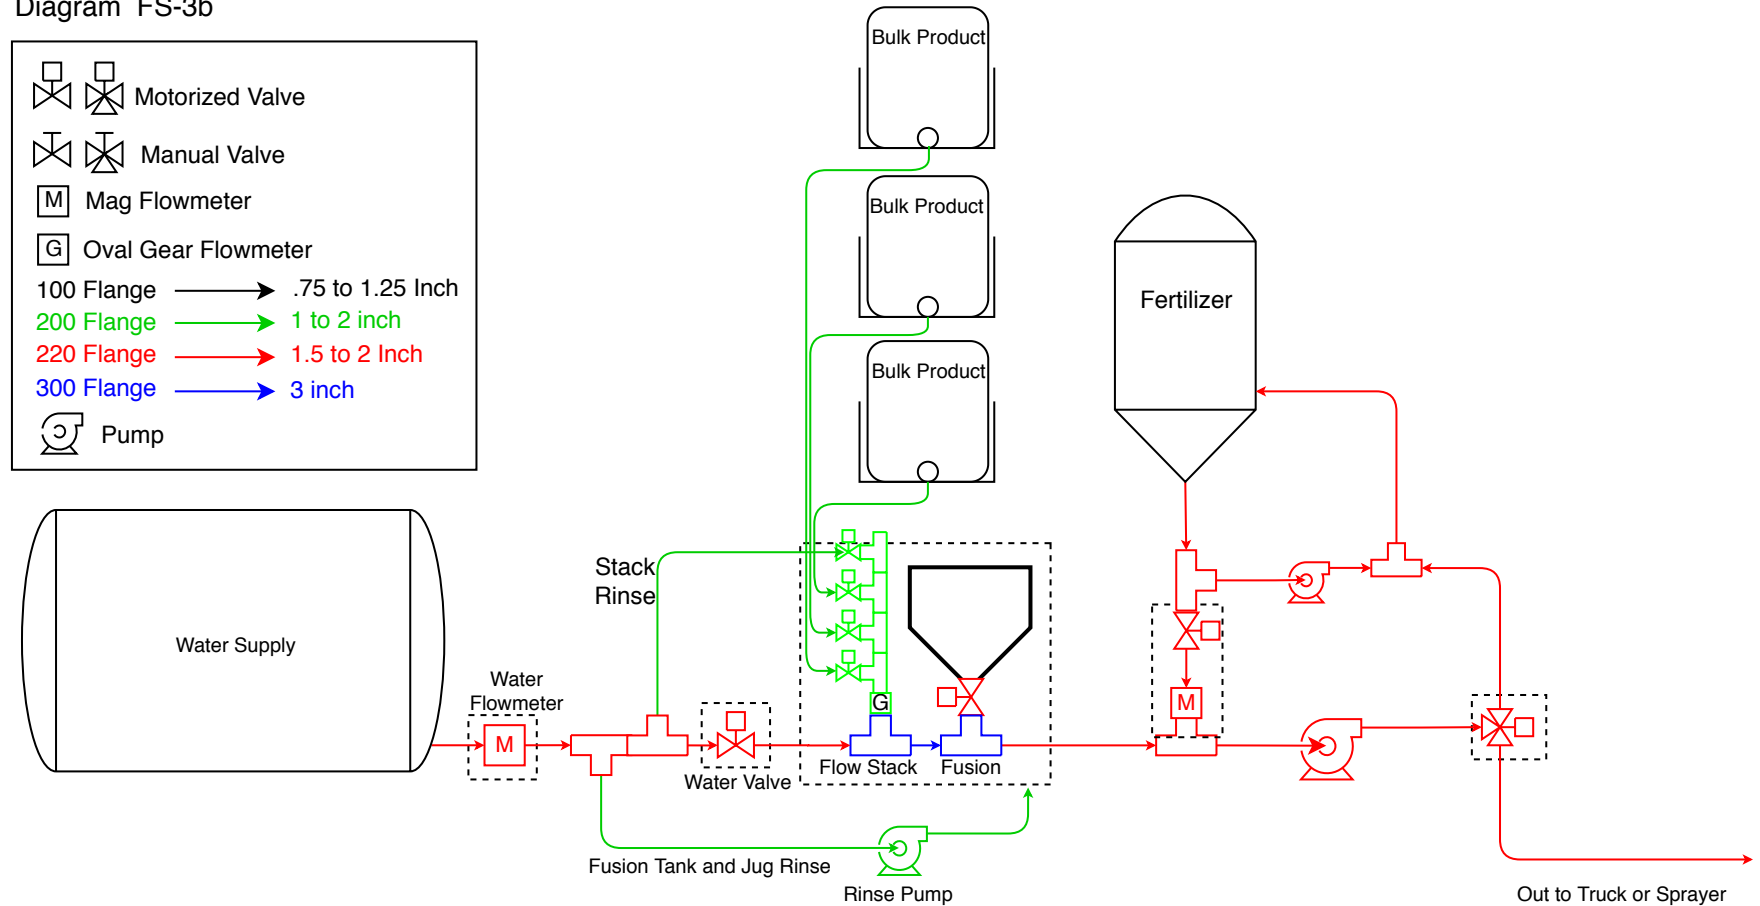 Diagram FS-3b
Motorized Valve
Manual Valve
M
Mag Flowmeter
G
Oval Gear Flowmeter
100 Flange
.75 to 1.25 Inch
200 Flange
1 to 2 inch
220 Flange
1.5 to 2 Inch
300 Flange
3 inch
Pump
Bulk Product
Bulk Product
Bulk Product
Fertilizer
Water Supply
Stack
Rinse
Water
Flowmeter
M
Water Valve
G
Flow Stack
Fusion
M
Fusion Tank and Jug Rinse
Rinse Pump
Out to Truck or Sprayer